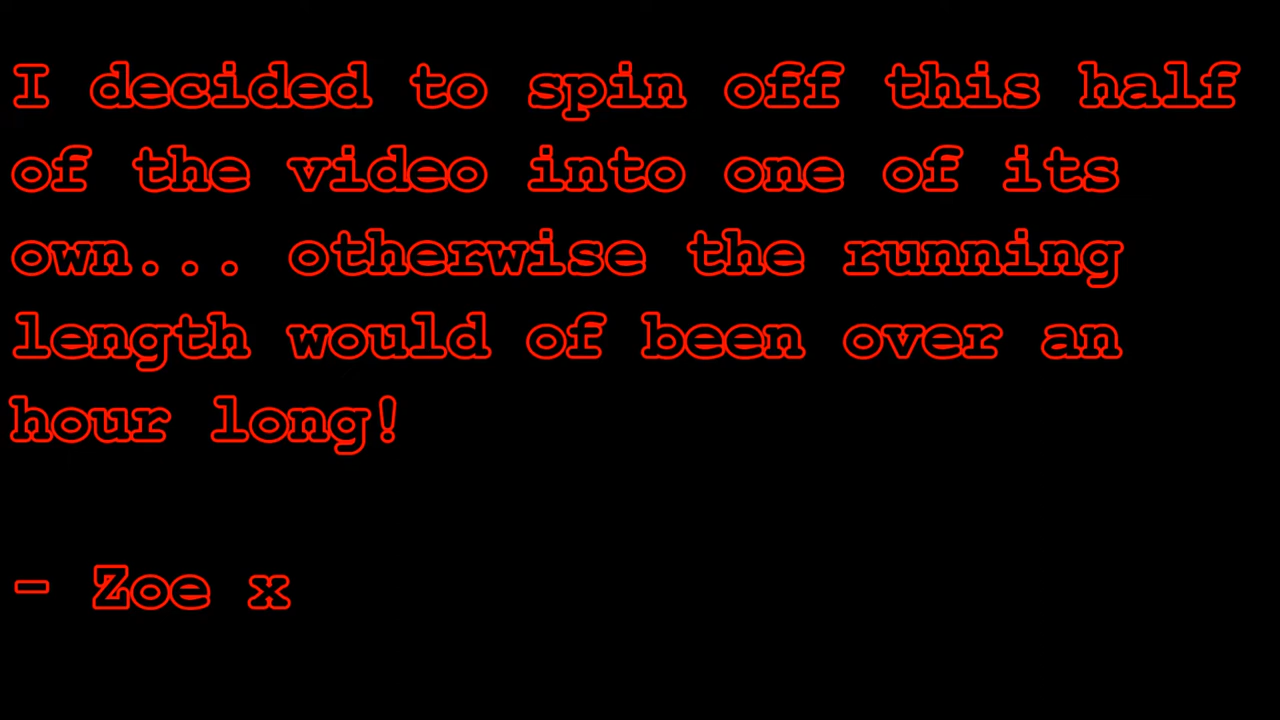 I decided to spin off this half
of the video into one of its
own... otherwise the running
length would of been over an
hour long!
- Zoe x